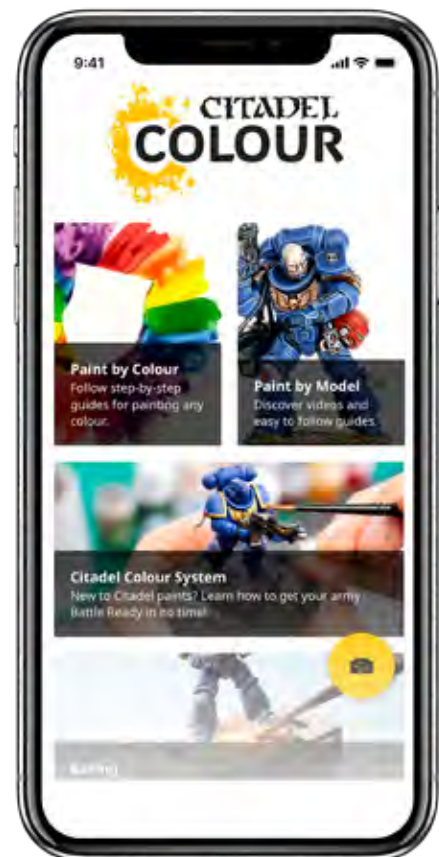 9:41
CITADEL
COLOUR
Paint by Colour
Follow step-by-step
guides for painting any
colour.
Paint by Model
Discover videos and
easy to follow guides.
Citadel Colour System
New to Citadel paints? Learn how to get your army
Battle Ready in no time!